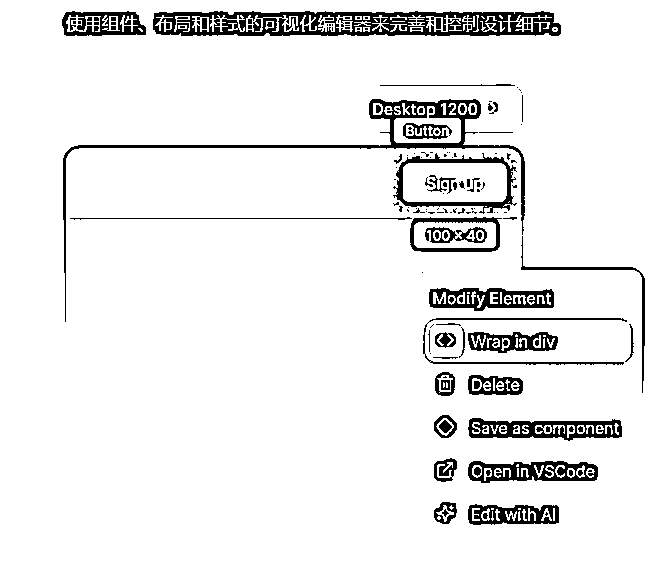 使用组件、布局和样式的可视化编辑器来完善和控制设计细节。
Desktop 1200
Button
Sign up
100 × 40
Modify Element
Wrap in div
Delete
Save as component
Open in VSCode
Edit with AI